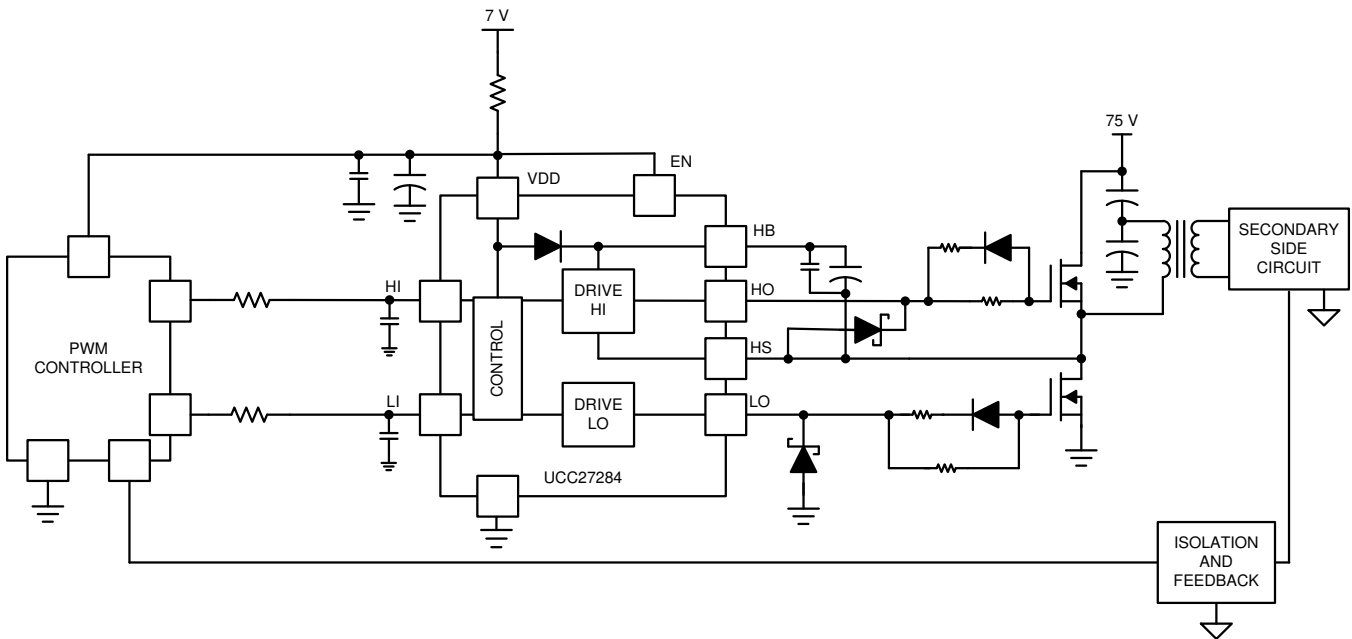 7 V
75 V
EN
VDD
HB
SECONDARY
SIDE
CIRCUIT
HI
DRIVE
HI
HO
PWM
CONTROLLER
CONTROL
HS
LI
DRIVE
LO
LO
UCC27284
ISOLATION
AND
FEEDBACK